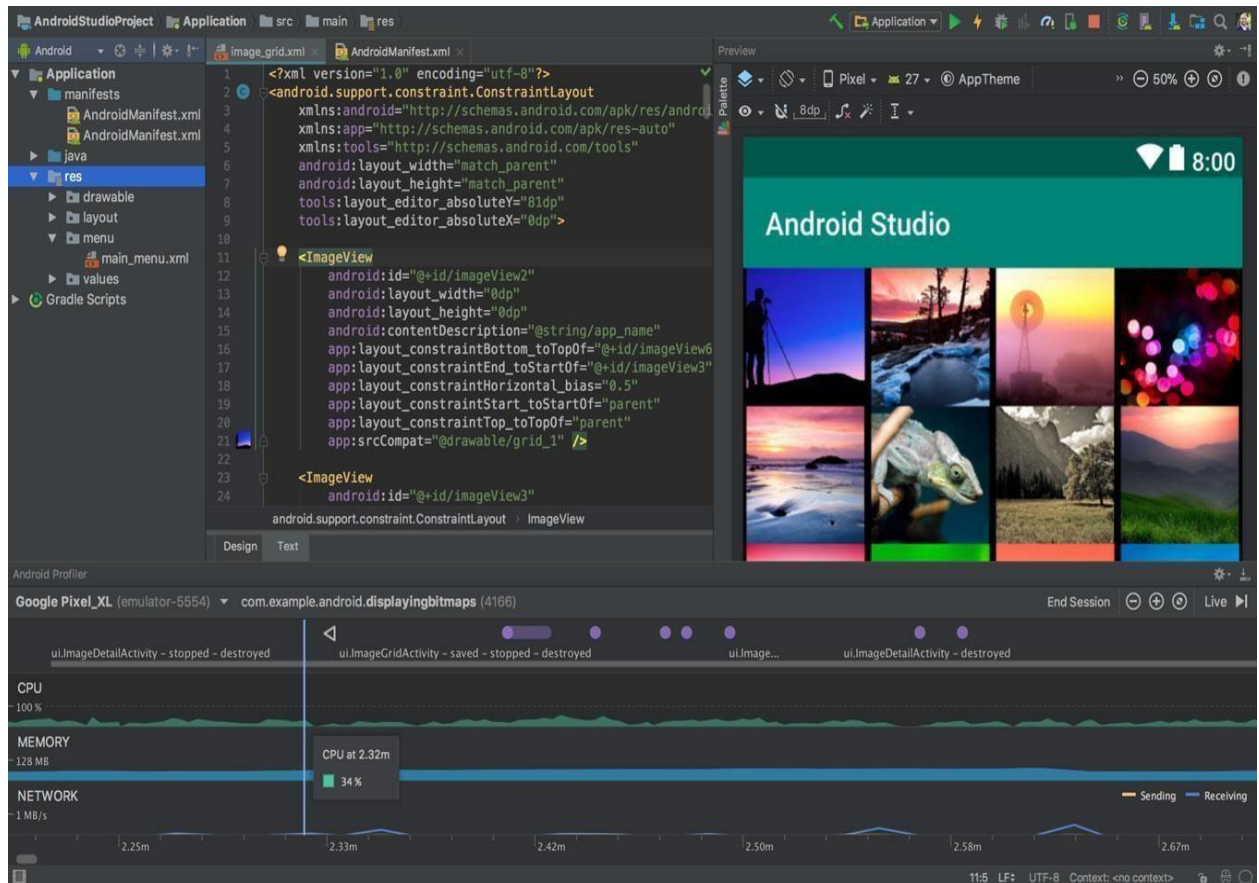 AndroidStudioProject Application src main res
Application
Android
image_grid.xml AndroidManifest.xml
Application
manifests
AndroidManifest.xml
AndroidManifest.xml
java
res
drawable
layout
menu
main_menu.xml
values
Gradle Scripts
1 <?xml version="1.0" encoding="utf-8"?>
2 <android.support.constraint.ConstraintLayout
3 xmlns:android="http://schemas.android.com/apk/res/androi
4 xmlns:app="http://schemas.android.com/apk/res-auto"
5 xmlns:tools="http://schemas.android.com/tools"
6 android:layout_width="match_parent"
7 android:layout_height="match_parent"
8 tools:layout_editor_absoluteY="81dp"
9 tools:layout_editor_absoluteX="0dp">
10
11 <ImageView
12 android:id="@+id/imageView2"
13 android:layout_width="0dp"
14 android:layout_height="0dp"
15 android:contentDescription="@string/app_name"
16 app:layout_constraintBottom_toTopOf="@+id/imageView6
17 app:layout_constraintEnd_toStartOf="@+id/imageView3"
18 app:layout_constraintHorizontal_bias="0.5"
19 app:layout_constraintStart_toStartOf="parent"
20 app:layout_constraintTop_toTopOf="parent"
21 app:srcCompat="@drawable/grid_1" />
22
23 <ImageView
24 android:id="@+id/imageView3"
android.support.constraint.ConstraintLayout ImageView
Design Text
Preview
Palette
Pixel 27 AppTheme » 50%
8dp
8:00
Android Studio
Android Profiler
Google Pixel_XL (emulator-5554) com.example.android.displayingbitmaps (4166) End Session Live
ui.ImageDetailActivity – stopped – destroyed ui.ImageGridActivity – saved – stopped – destroyed ui.Image... ui.ImageDetailActivity – destroyed
CPU
100 %
MEMORY
128 MB
CPU at 2.32m
34 %
NETWORK
Sending Receiving
1 MB/s
2.25m 2.33m 2.42m 2.50m 2.58m 2.67m
11:5 LF÷ UTF-8 Context: <no context>